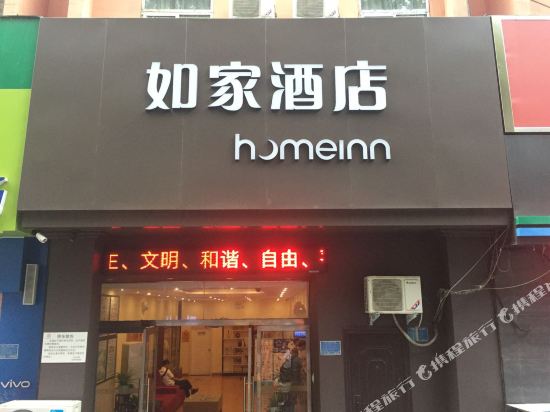 如家酒店
homeinn
主、文明、和谐、自由、
vivo
携程旅行
携程旅行